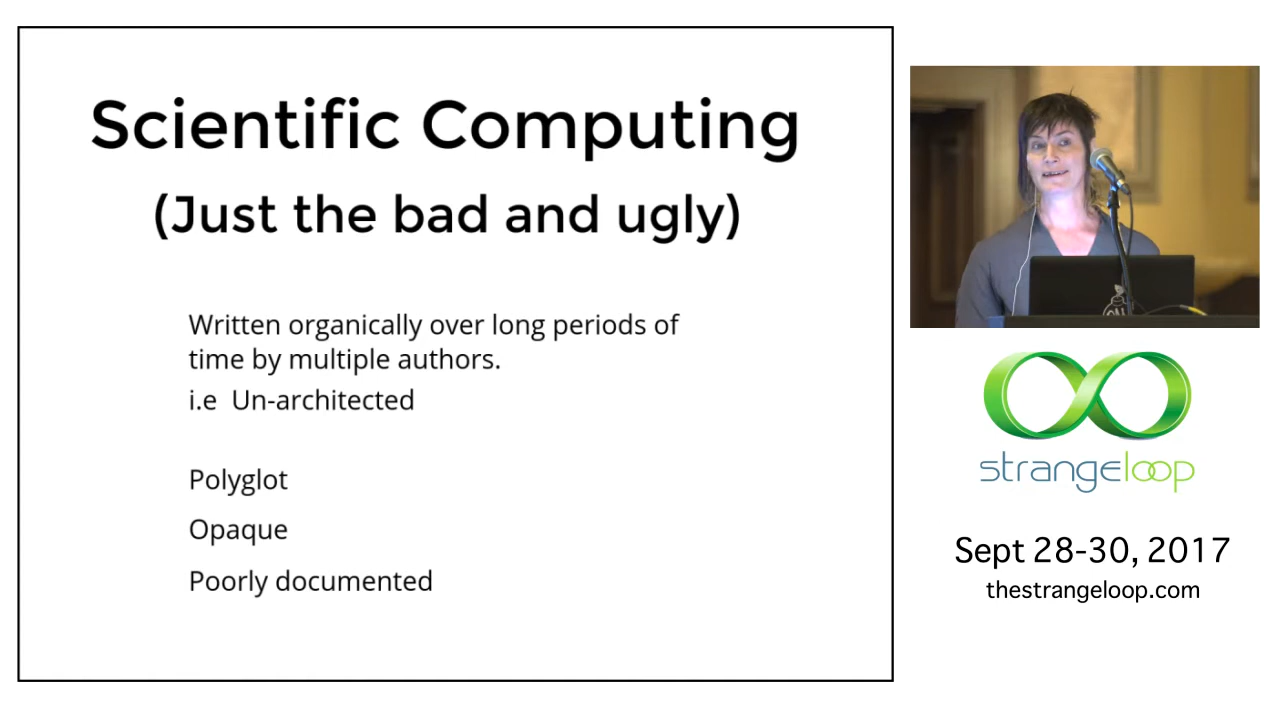 Scientific Computing
(Just the bad and ugly)
Written organically over long periods of
time by multiple authors.
i.e Un-architected
Polyglot
Opaque
Poorly documented
strangeloop
Sept 28-30, 2017
thestrangeloop.com